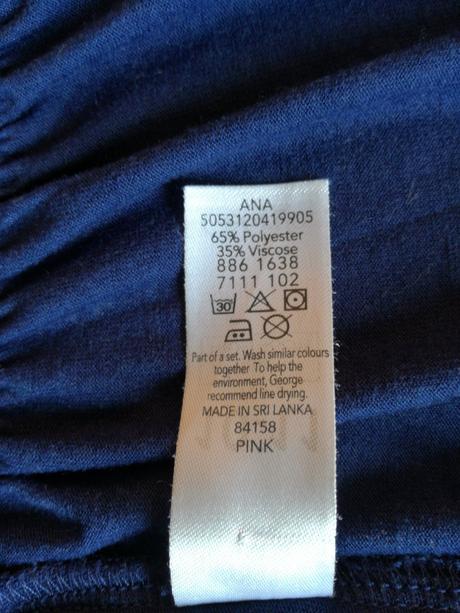 ANA
5053120419905
65% Polyester
35% Viscose
886 1638
7111 102
30
Part of a set. Wash similar colours
together To help the
environment, George
recommend line drying.
MADE IN SRI LANKA
84158
PINK